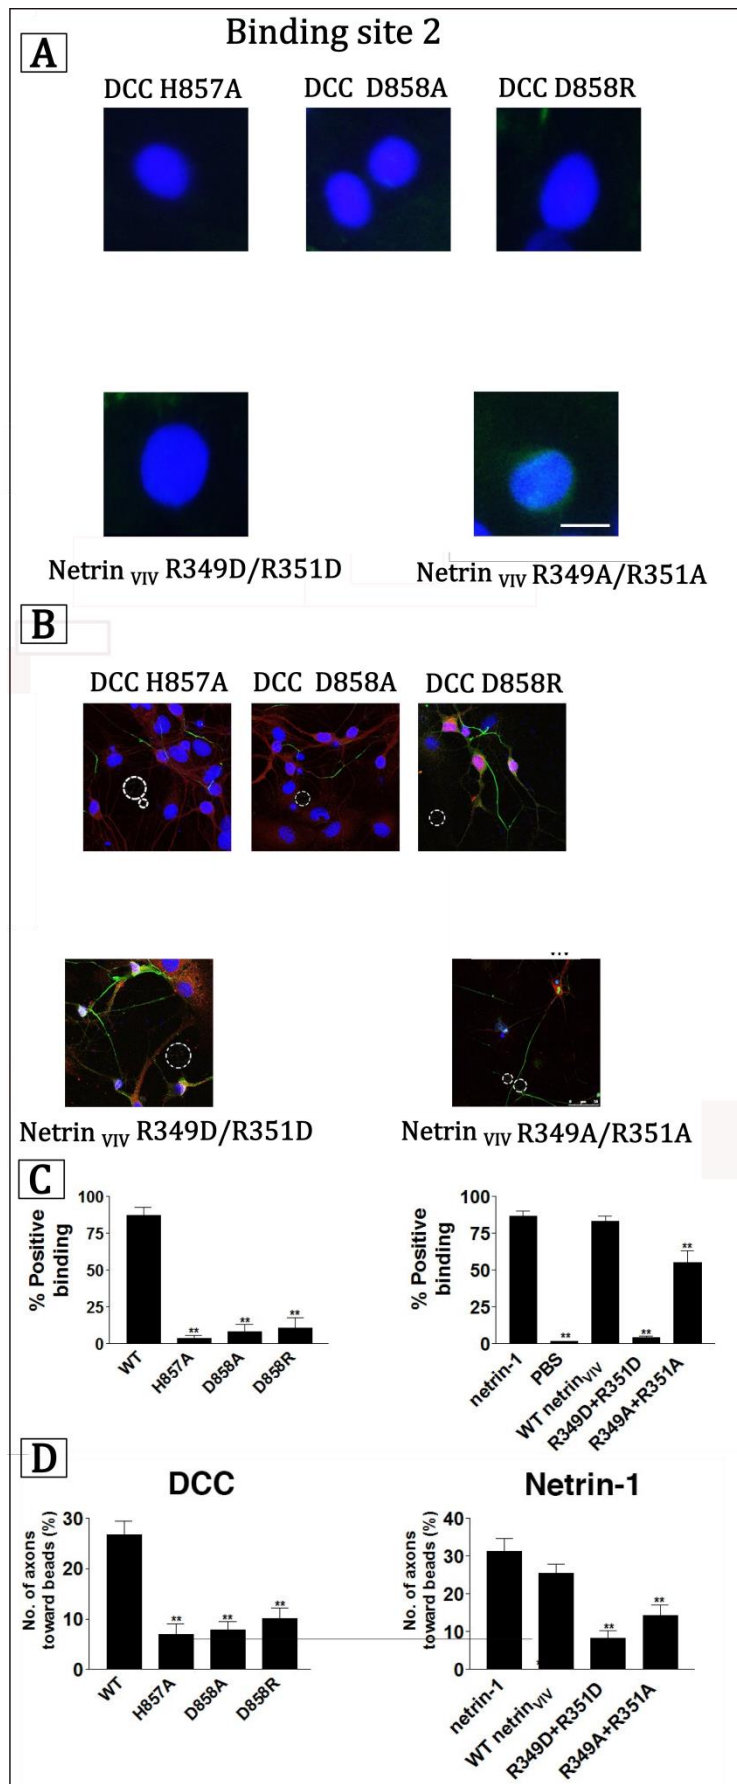 Binding site 2
A
DCC H857A
DCC D858A
DCC D858R
Netrin VIV R349D/R351D
Netrin VIV R349A/R351A
B
DCC H857A
DCC D858A
DCC D858R
Netrin VIV R349D/R351D
Netrin VIV R349A/R351A
C
% Positive
binding
100
75
50
25
0
**
**
**
WT
H857A
D858A
D858R
% Positive
binding
100
75
50
25
0
**
**
**
netrin-1
PBS
WT netrinVIV
R349D+R351D
R349A+R351A
D
DCC
No. of axons
toward beads (%)
30
20
10
0
**
**
**
WT
H857A
D858A
D858R
Netrin-1
No. of axons
toward beads (%)
40
30
20
10
0
**
**
netrin-1
WT netrinVIV
R349D+R351D
R349A+R351A